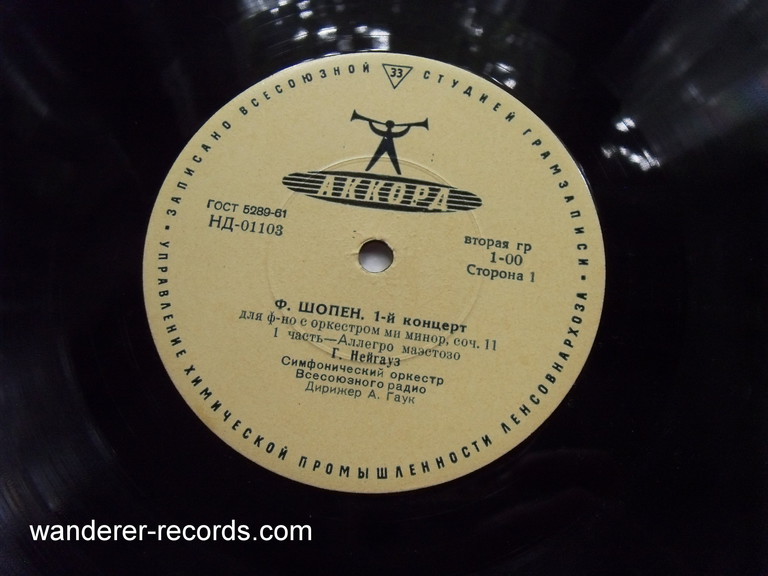 ЗАПИСАНО ВСЕСОЮЗНОЙ СТУДИЕЙ ГРАМЗАПИСИ
33
АККОРД
ГОСТ 5289-61
НД-01103
вторая гр
1-00
Сторона 1
Ф. ШОПЕН. 1-й концерт
для ф-но с оркестром ми минор, соч. 11
1 часть—Аллегро маэстозо
Г. Нейгауз
Симфонический оркестр
Всесоюзного радио
Дирижер А. Гаук
УПРАВЛЕНИЕ ХИМИЧЕСКОЙ ПРОМЫШЛЕННОСТИ ЛЕНСОВНАРХОЗА
wanderer-records.com